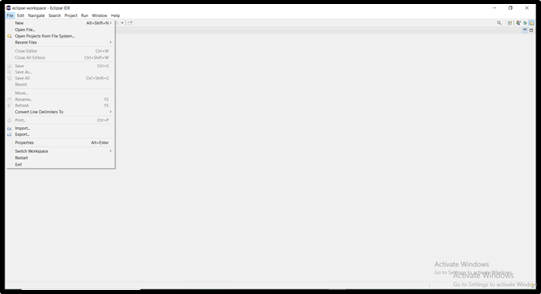 eclipse-workspace - Eclipse IDE
File Edit Navigate Search Project Run Window Help
New Alt+Shift+N
Open File...
Open Projects from File System...
Recent Files
Close Editor Ctrl+W
Close All Editors Ctrl+Shift+W
Save Ctrl+S
Save As...
Save All Ctrl+Shift+S
Revert
Move...
Rename... F2
Refresh F5
Convert Line Delimiters To
Print... Ctrl+P
Import...
Export...
Properties Alt+Enter
Switch Workspace
Restart
Exit
Activate Windows
Go to Settings to activate Windows.
Activate Windows
Go to Settings to activate Windows